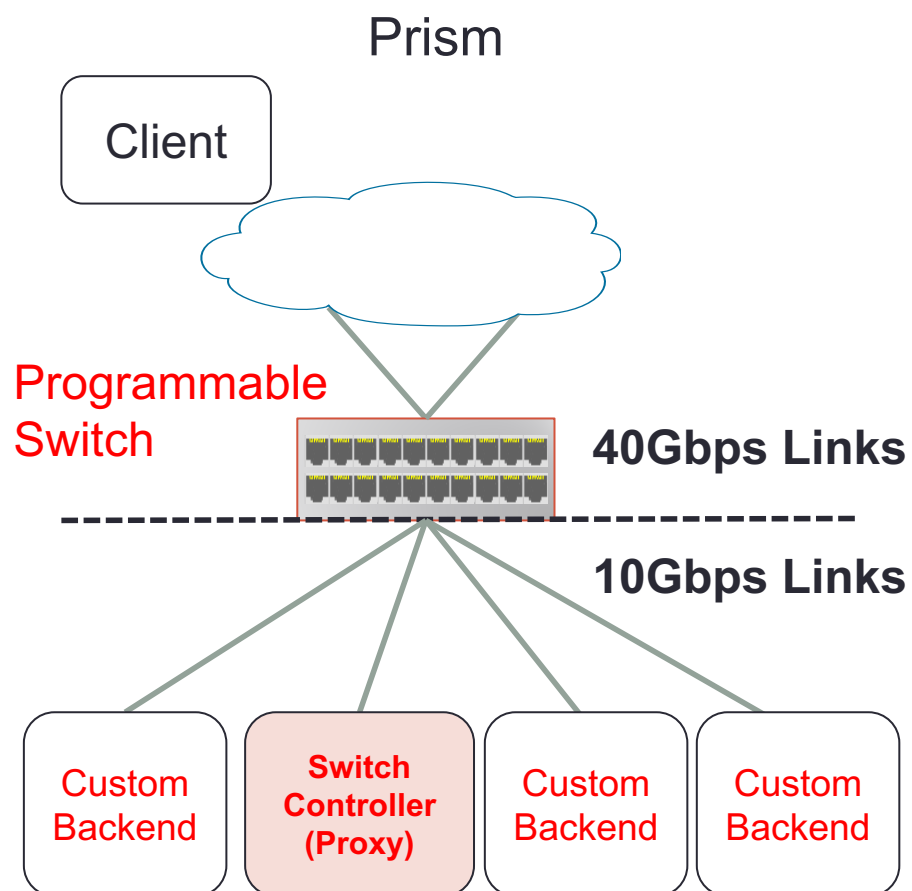 Prism
Client
Programmable
Switch
40Gbps Links
10Gbps Links
Custom
Backend
Switch
Controller
(Proxy)
Custom
Backend
Custom
Backend